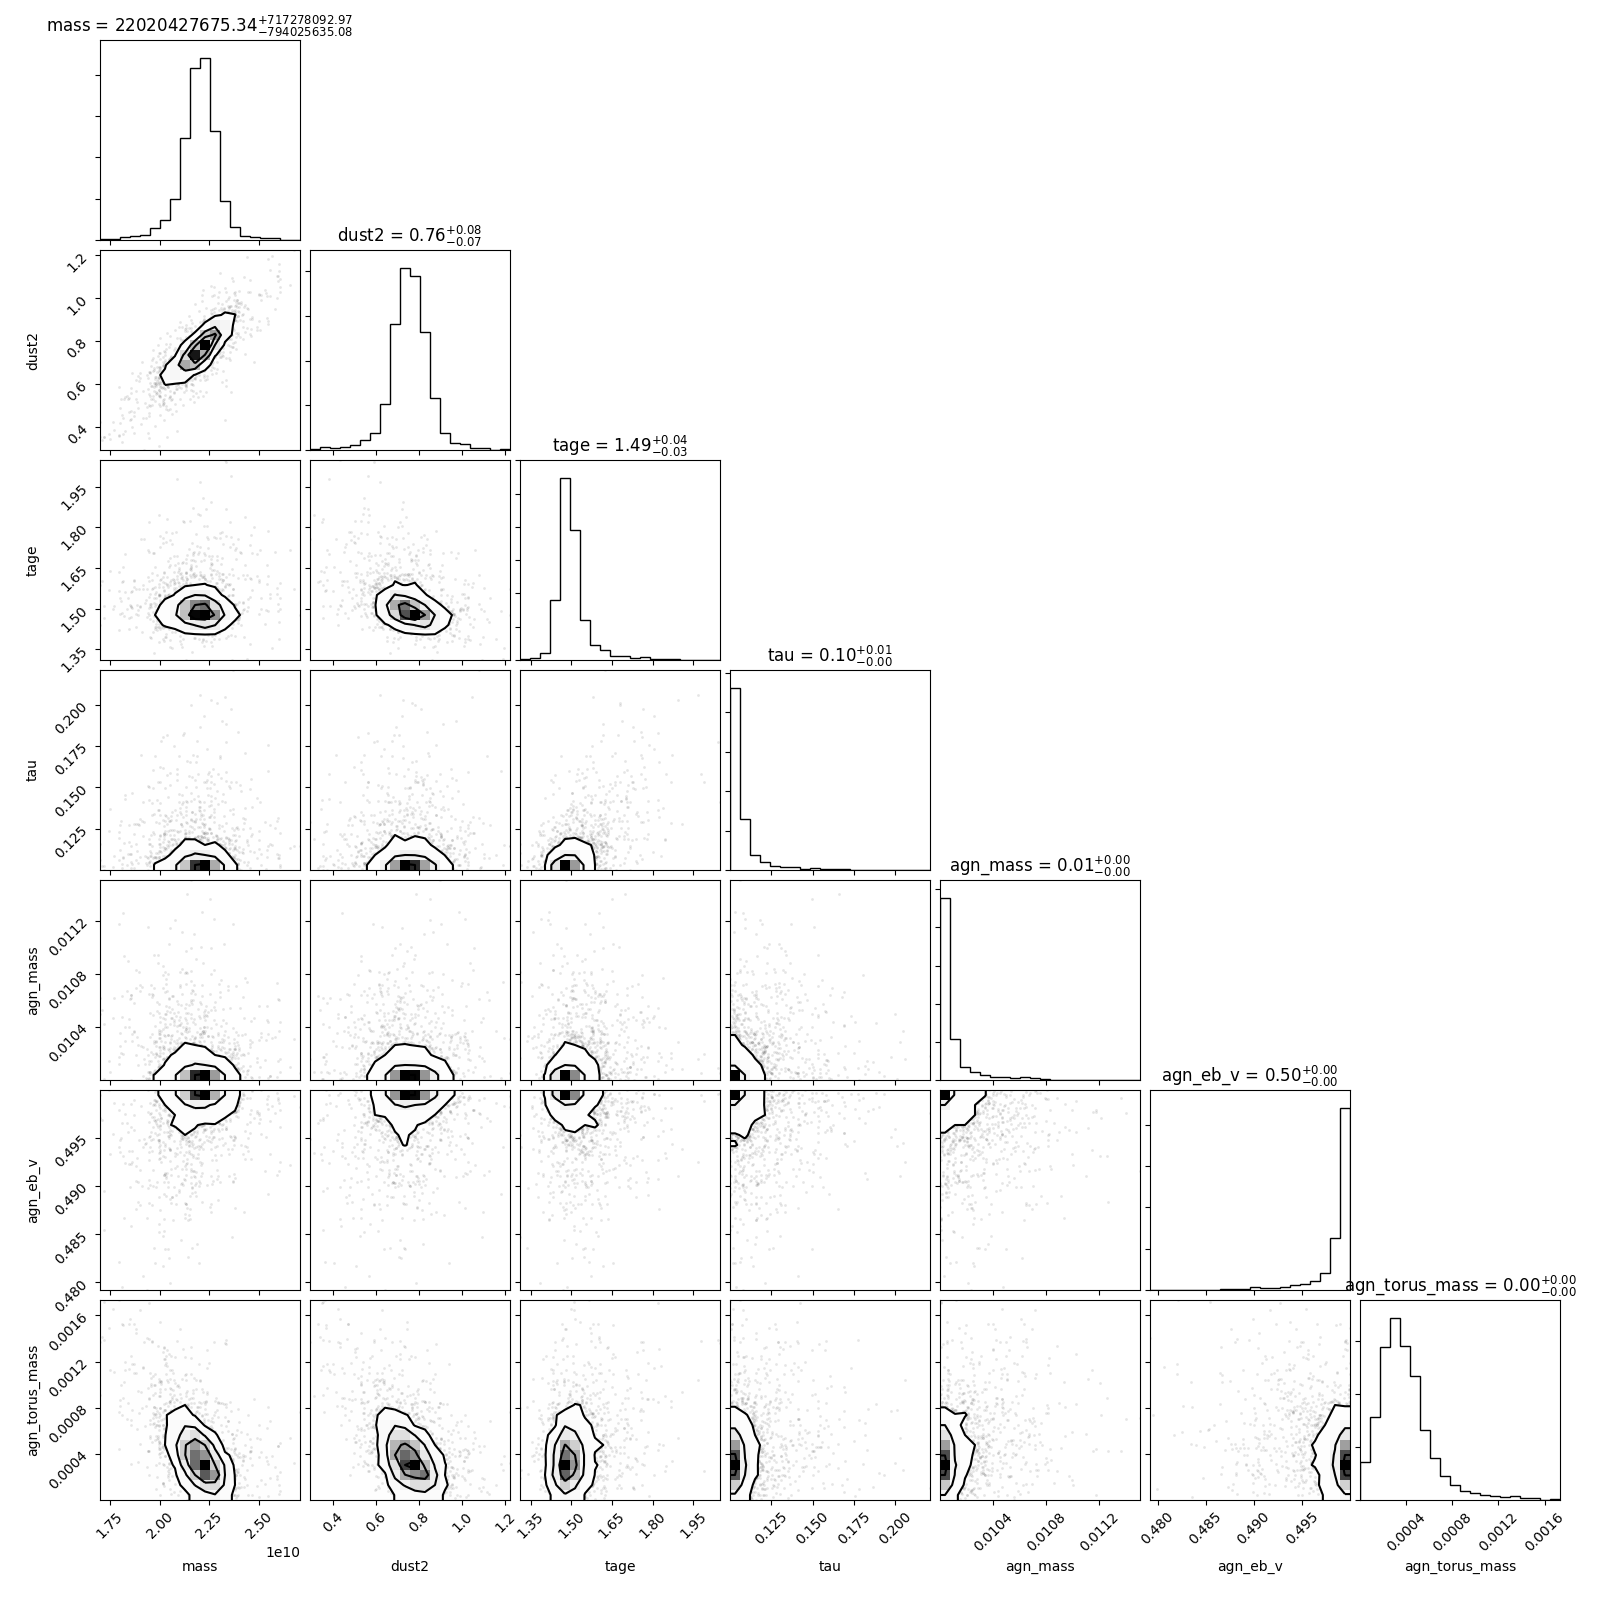 mass = 22020427675.34+717278092.97 −794025635.08
dust2 = 0.76+0.08 −0.07
1.2
1.0
0.8
0.6
0.4
dust2
tage = 1.49+0.04 −0.03
1.95
1.80
1.65
1.50
1.35
tage
tau = 0.10+0.01 −0.00
0.200
0.175
0.150
0.125
tau
agn_mass = 0.01+0.00 −0.00
0.0112
0.0108
0.0104
agn_mass
agn_eb_v = 0.50+0.00 −0.00
0.495
0.490
0.485
0.480
agn_eb_v
agn_torus_mass = 0.00+0.00 −0.00
0.0016
0.0012
0.0008
0.0004
agn_torus_mass
1.75 2.00 2.25 2.50
1e10
mass
0.4 0.6 0.8 1.0 1.2
dust2
1.35 1.50 1.65 1.80 1.95
tage
0.125 0.150 0.175 0.200
tau
0.0104 0.0108 0.0112
agn_mass
0.480 0.485 0.490 0.495
agn_eb_v
0.0004 0.0008 0.0012 0.0016
agn_torus_mass